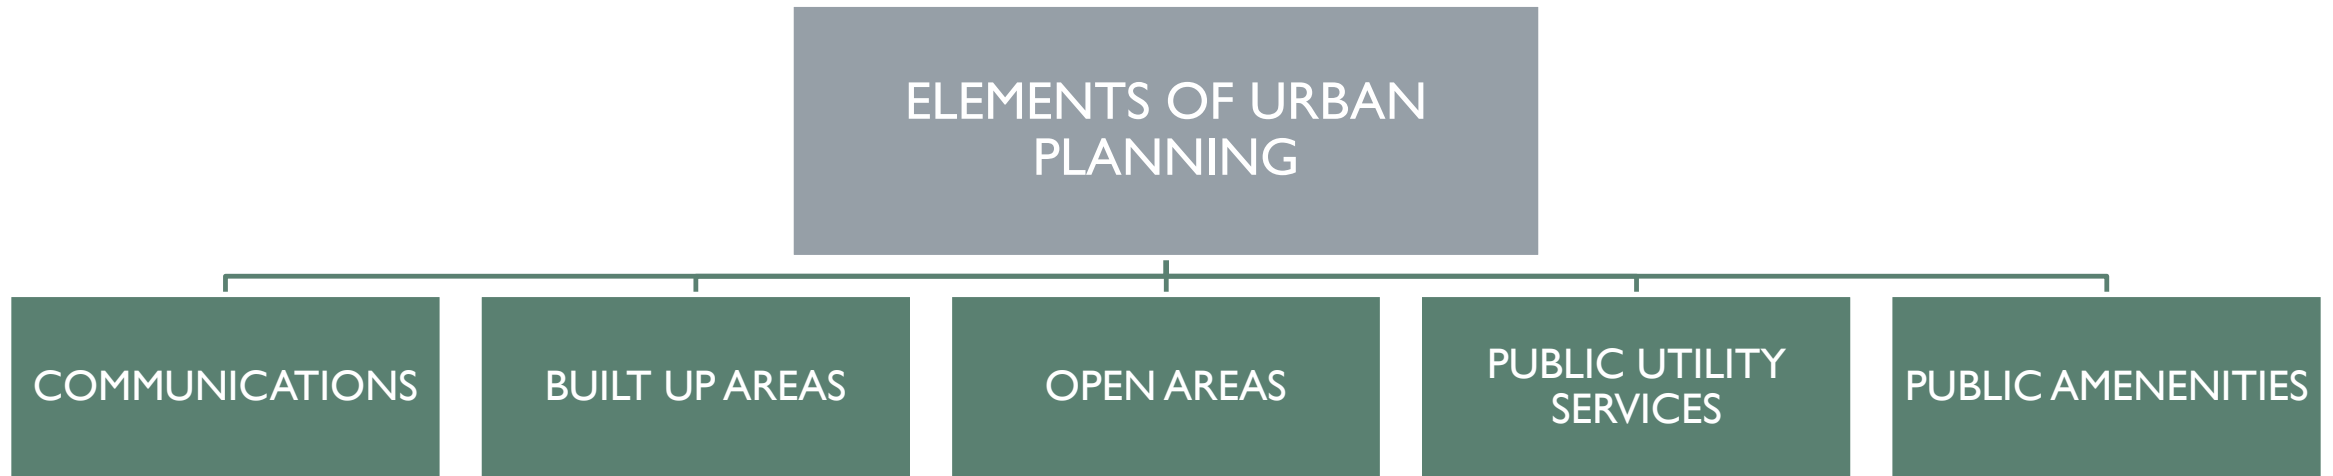 ELEMENTS OF URBAN
PLANNING
COMMUNICATIONS
BUILT UP AREAS
OPEN AREAS
PUBLIC UTILITY
SERVICES
PUBLIC AMENENITIES